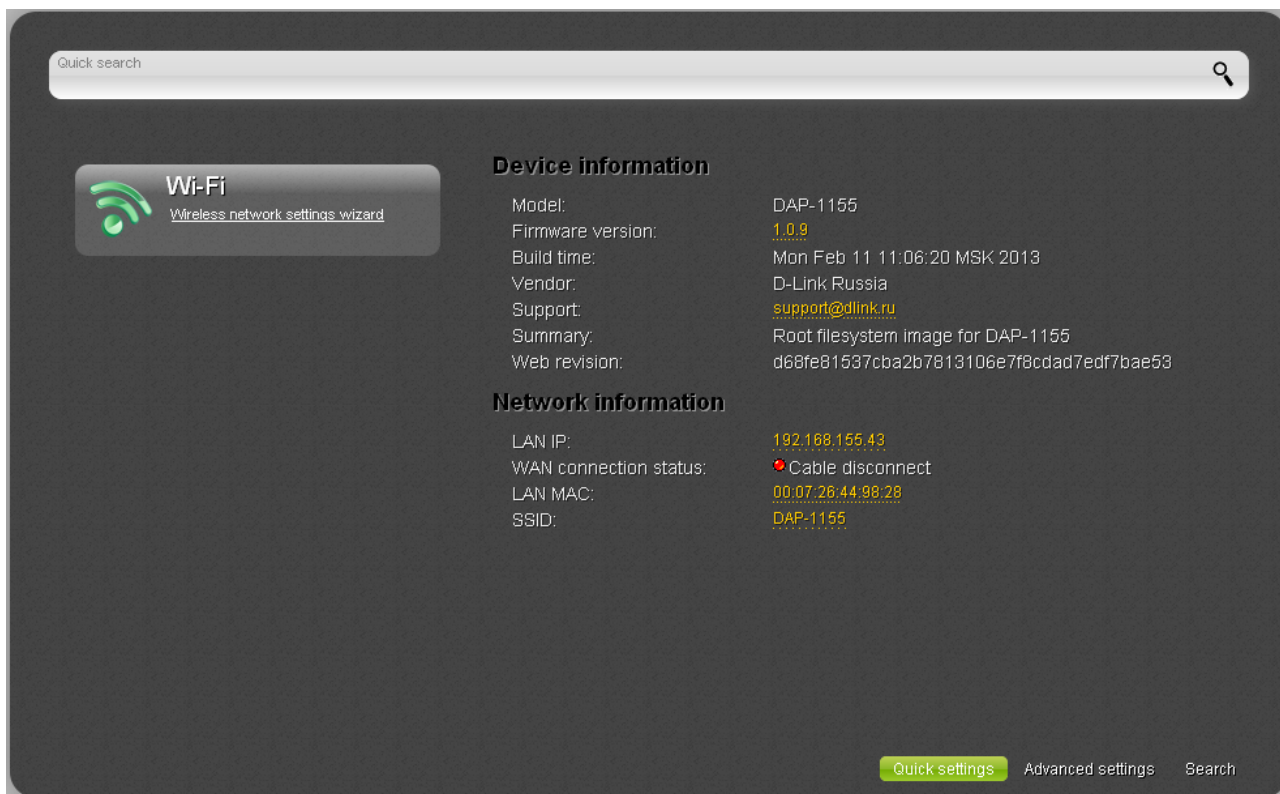 Quick search
Wi-Fi
Wireless network settings wizard
Device information
Model: DAP-1155
Firmware version: 1.0.9
Build time: Mon Feb 11 11:06:20 MSK 2013
Vendor: D-Link Russia
Support: support@dlink.ru
Summary: Root filesystem image for DAP-1155
Web revision: d68fe81537cba2b7813106e7f8cdad7edf7bae53
Network information
LAN IP: 192.168.155.43
WAN connection status: Cable disconnect
LAN MAC: 00:07:26:44:98:28
SSID: DAP-1155
Quick settings Advanced settings Search